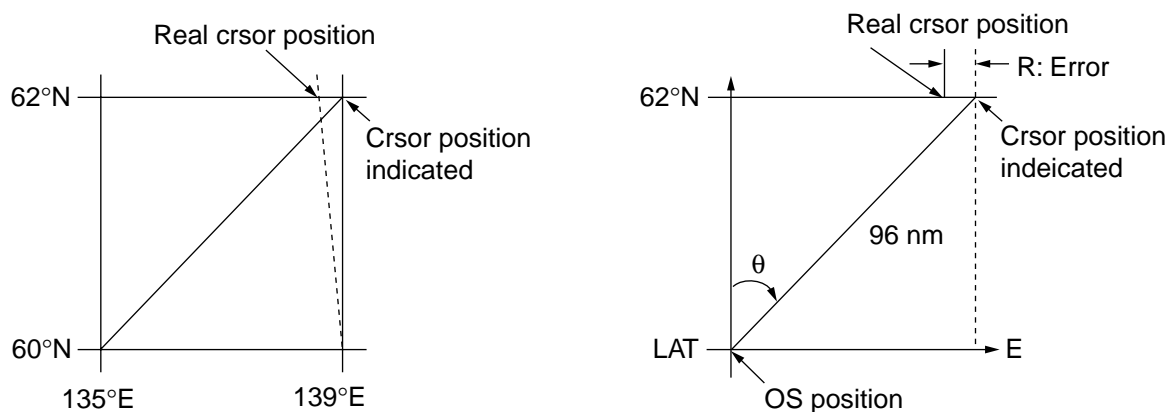 Real crsor position
62°N
Crsor position
indicated
60°N
135°E
139°E
Real crsor position
R: Error
62°N
Crsor position
indeicated
96 nm
θ
LAT
E
OS position